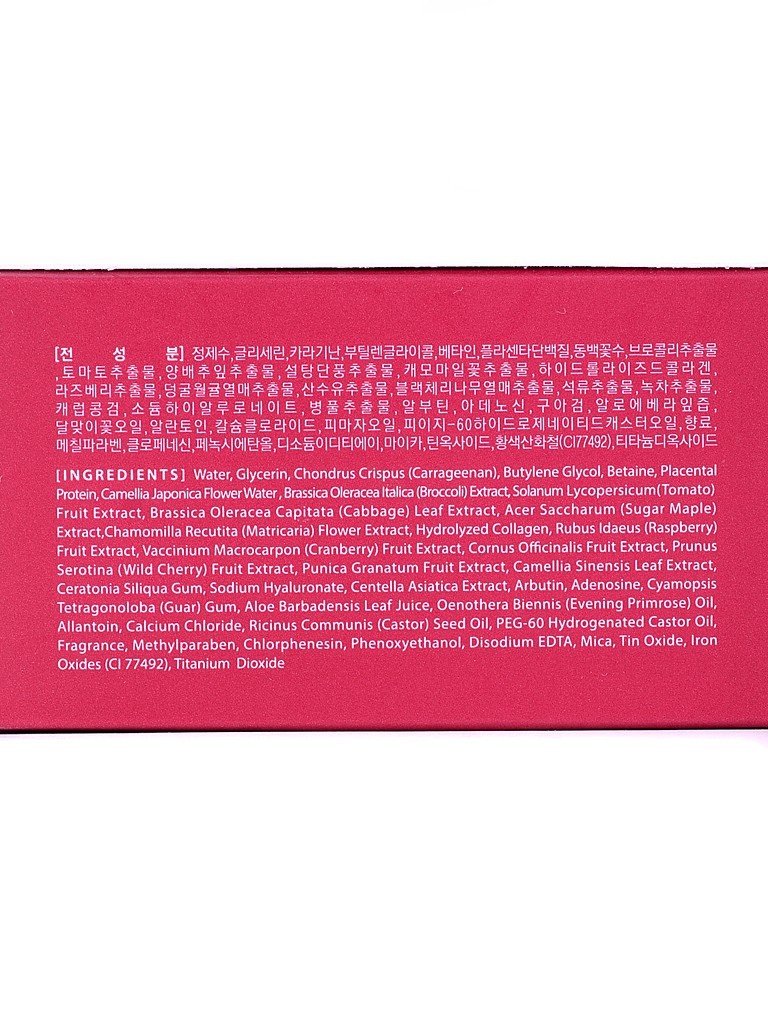 [전 성 분] 정제수,글리세린,카라기난,부틸렌글라이콜,베타인,플라센타단백질,동백꽃수,브로콜리추출물
,토마토추출물,양배추잎추출물,설탕단풍추출물,캐모마일꽃추출물,하이드롤라이즈드콜라겐,
라즈베리추출물,덩굴월귤열매추출물,산수유추출물,블랙체리나무열매추출물,석류추출물,녹차추출물,
캐럽콩검,소듐하이알루로네이트,병풀추출물,알부틴,아데노신,구아검,알로에베라잎즙,
달맞이꽃오일,알란토인,칼슘클로라이드,피마자오일,피이지-60하이드로제네이티드캐스터오일,향료,
메칠파라벤,클로페네신,페녹시에탄올,디소듐이디티에이,마이카,틴옥사이드,황색산화철(CI77492),티타늄디옥사이드
[INGREDIENTS] Water, Glycerin, Chondrus Crispus (Carrageenan), Butylene Glycol, Betaine, Placental
Protein, Camellia Japonica Flower Water , Brassica Oleracea Italica (Broccoli) Extract, Solanum Lycopersicum(Tomato)
Fruit Extract, Brassica Oleracea Capitata (Cabbage) Leaf Extract, Acer Saccharum (Sugar Maple)
Extract,Chamomilla Recutita (Matricaria) Flower Extract, Hydrolyzed Collagen, Rubus Idaeus (Raspberry)
Fruit Extract, Vaccinium Macrocarpon (Cranberry) Fruit Extract, Cornus Officinalis Fruit Extract, Prunus
Serotina (Wild Cherry) Fruit Extract, Punica Granatum Fruit Extract, Camellia Sinensis Leaf Extract,
Ceratonia Siliqua Gum, Sodium Hyaluronate, Centella Asiatica Extract, Arbutin, Adenosine, Cyamopsis
Tetragonoloba (Guar) Gum, Aloe Barbadensis Leaf Juice, Oenothera Biennis (Evening Primrose) Oil,
Allantoin, Calcium Chloride, Ricinus Communis (Castor) Seed Oil, PEG-60 Hydrogenated Castor Oil,
Fragrance, Methylparaben, Chlorphenesin, Phenoxyethanol, Disodium EDTA, Mica, Tin Oxide, Iron
Oxides (CI 77492), Titanium Dioxide